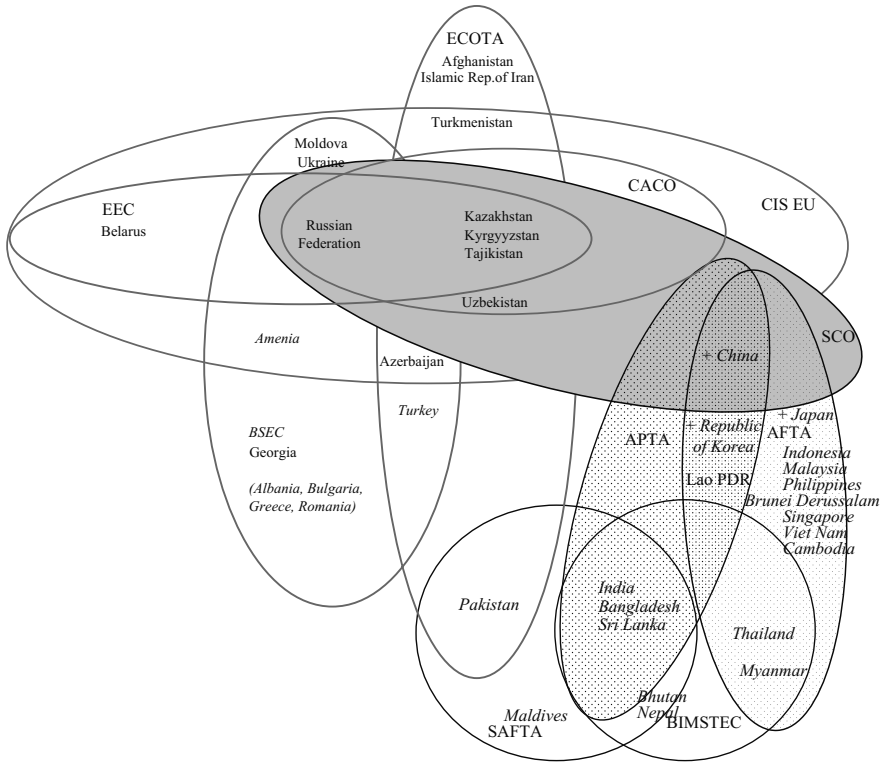 ECOTA
Afghanistan
Islamic Rep.of Iran
Turkmenistan
Moldova
Ukraine
CACO
CIS EU
EEC
Belarus
Russian
Federation
Kazakhstan
Kyrgyyzstan
Tajikistan
Uzbekistan
SCO
Amenia
Azerbaijan
+ China
Turkey
+ Japan
AFTA
+ Republic
of Korea
APTA
BSEC
Georgia
(Albania, Bulgaria,
Greece, Romania)
Lao PDR
Indonesia
Malaysia
Philippines
Brunei Derussalam
Singapore
Viet Nam
Cambodia
Pakistan
India
Bangladesh
Sri Lanka
Thailand
Myanmar
Bhutan
Nepal
BIMSTEC
Maldives
SAFTA